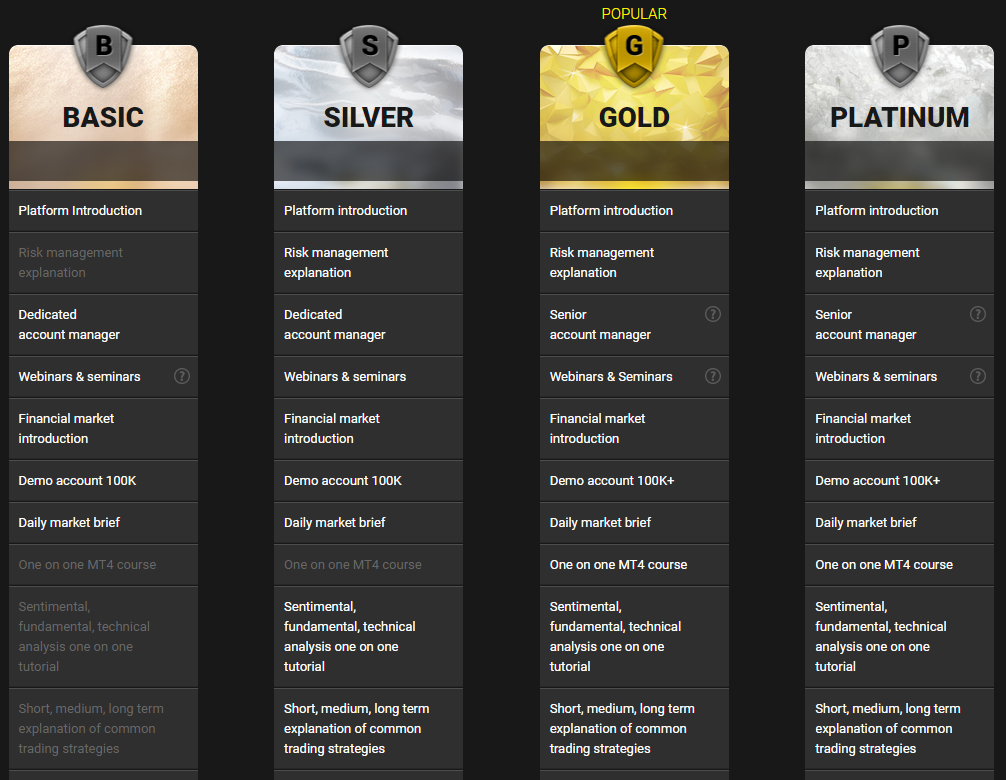 POPULAR
B
BASIC
Platform Introduction
Risk management
explanation
Dedicated
account manager
Webinars & seminars ?
Financial market
introduction
Demo account 100K
Daily market brief
One on one MT4 course
Sentimental,
fundamental, technical
analysis one on one
tutorial
Short, medium, long term
explanation of common
trading strategies
S
SILVER
Platform introduction
Risk management
explanation
Dedicated
account manager
Webinars & seminars
Financial market
introduction
Demo account 100K
Daily market brief
One on one MT4 course
Sentimental,
fundamental, technical
analysis one on one
tutorial
Short, medium, long term
explanation of common
trading strategies
G
GOLD
Platform introduction
Risk management
explanation
Senior ?
account manager
Webinars & Seminars ?
Financial market
introduction
Demo account 100K+
Daily market brief
One on one MT4 course
Sentimental,
fundamental, technical
analysis one on one
tutorial
Short, medium, long term
explanation of common
trading strategies
P
PLATINUM
Platform introduction
Risk management
explanation
Senior ?
account manager
Webinars & seminars ?
Financial market
introduction
Demo account 100K+
Daily market brief
One on one MT4 course
Sentimental,
fundamental, technical
analysis one on one
tutorial
Short, medium, long term
explanation of common
trading strategies